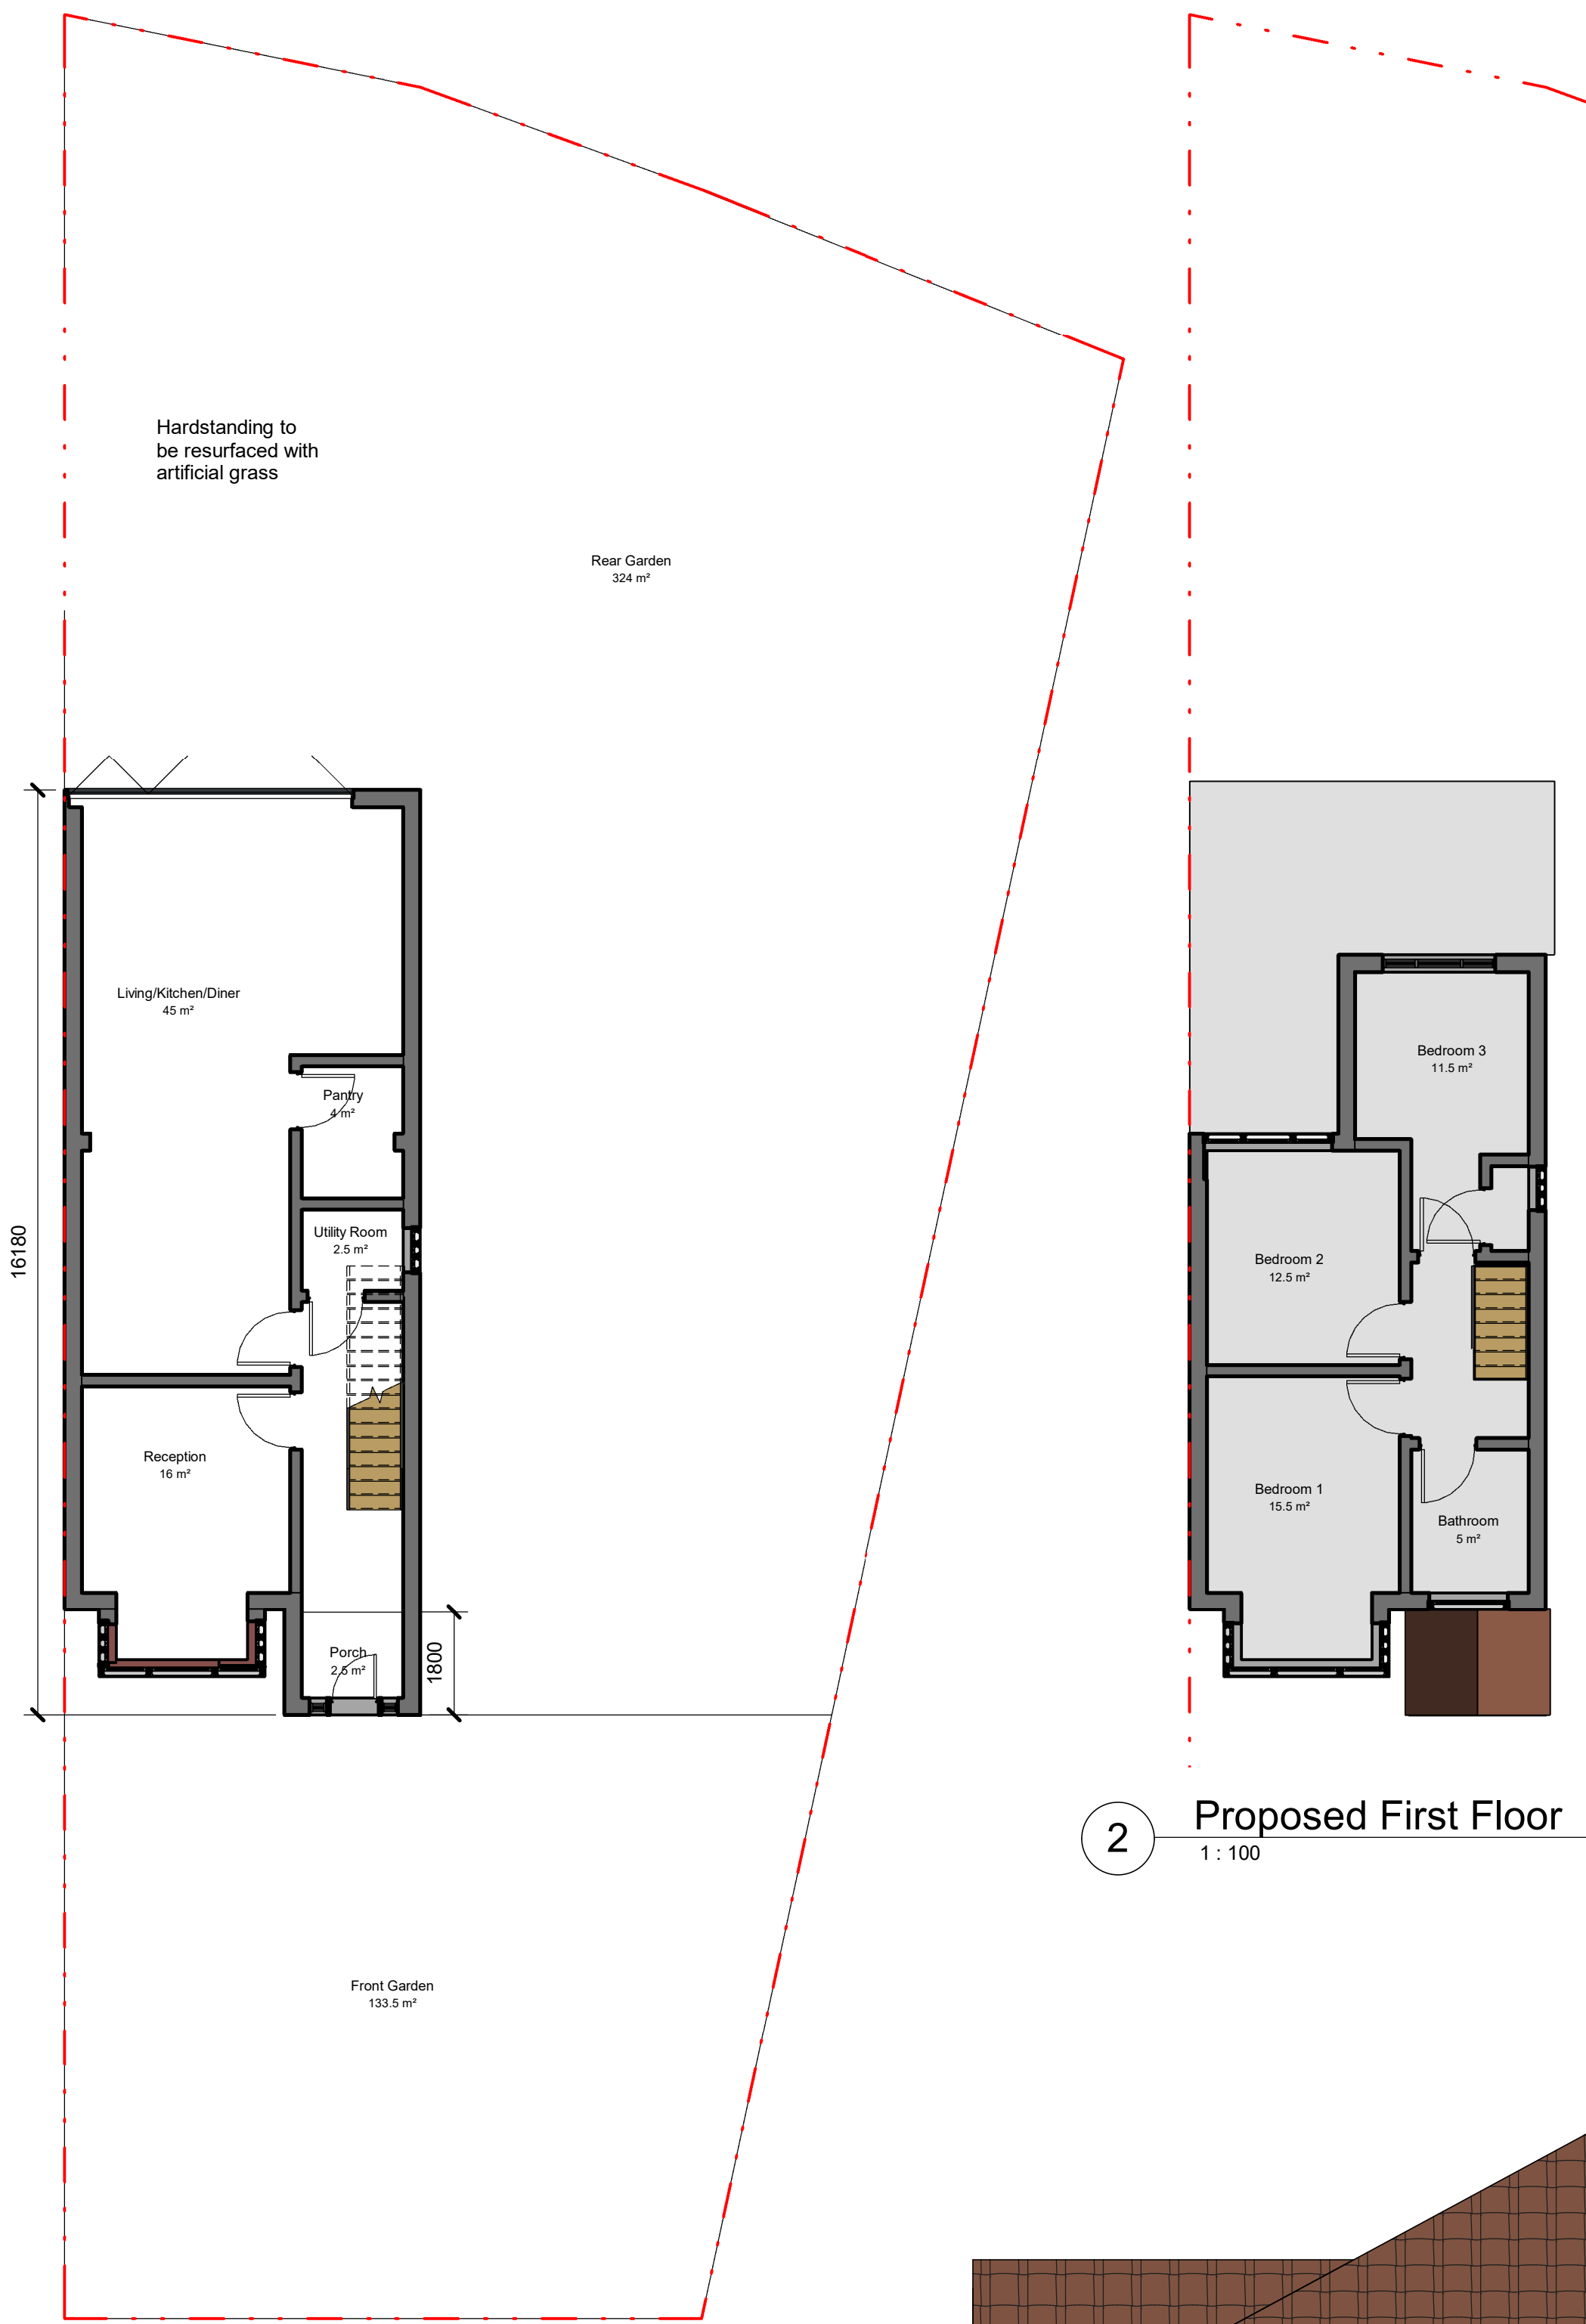 Hardstanding to
be resurfaced with
artificial grass
Rear Garden
324 m²
Living/Kitchen/Diner
45 m²
Pantry
4 m²
Utility Room
2.5 m²
16180
Reception
16 m²
Porch
2.5 m²
1800
Front Garden
133.5 m²
Bedroom 3
11.5 m²
Bedroom 2
12.5 m²
Bedroom 1
15.5 m²
Bathroom
5 m²
2
Proposed First Floor
1 : 100